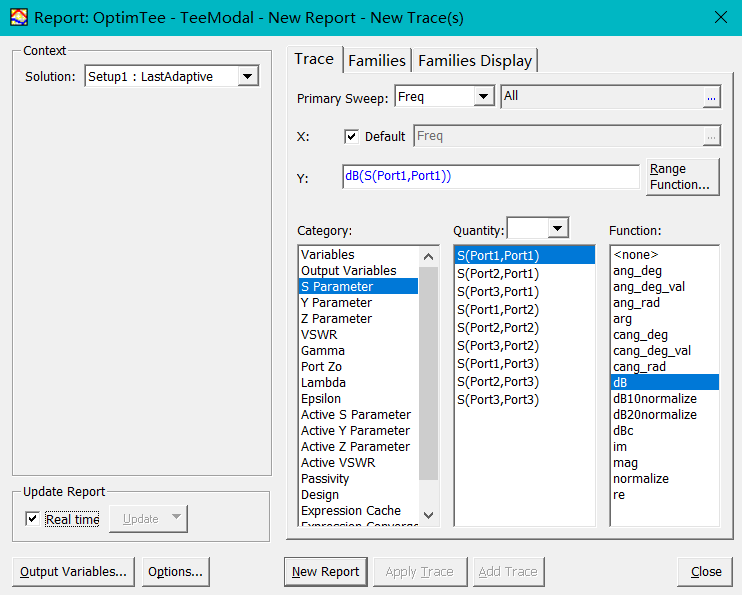 Report: OptimTee - TeeModal - New Report - New Trace(s)
Context
Solution: Setup1 : LastAdaptive
Update Report
Real time Update
Output Variables... Options...
Trace Families Families Display
Primary Sweep: Freq All ...
X: Default Freq ...
Y: dB(S(Port1,Port1)) Range Function...
Category:
Variables
Output Variables
S Parameter
Y Parameter
Z Parameter
VSWR
Gamma
Port Zo
Lambda
Epsilon
Active S Parameter
Active Y Parameter
Active Z Parameter
Active VSWR
Passivity
Design
Expression Cache
Expression Converge
Quantity:
S(Port1,Port1)
S(Port2,Port1)
S(Port3,Port1)
S(Port1,Port2)
S(Port2,Port2)
S(Port3,Port2)
S(Port1,Port3)
S(Port2,Port3)
S(Port3,Port3)
Function:
<none>
ang_deg
ang_deg_val
ang_rad
arg
cang_deg
cang_deg_val
cang_rad
dB
dB10normalize
dB20normalize
dBc
im
mag
normalize
re
New Report Apply Trace Add Trace Close